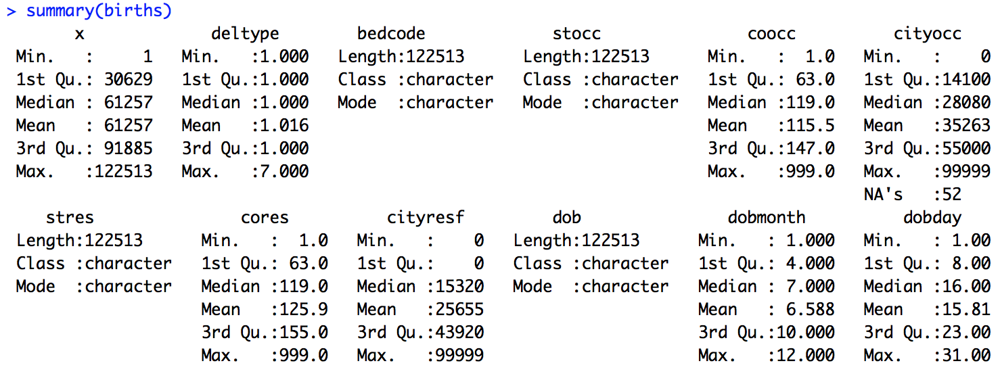 > summary(births)
       x             deltype        bedcode             stocc               coocc          cityocc     
 Min.   :     1   Min.   :1.000   Length:122513      Length:122513      Min.   :  1.0   Min.   :    0  
 1st Qu.: 30629   1st Qu.:1.000   Class :character   Class :character   1st Qu.: 63.0   1st Qu.:14100  
 Median : 61257   Median :1.000   Mode  :character   Mode  :character   Median :119.0   Median :28080  
 Mean   : 61257   Mean   :1.016                                         Mean   :115.5   Mean   :35263  
 3rd Qu.: 91885   3rd Qu.:1.000                                         3rd Qu.:147.0   3rd Qu.:55000  
 Max.   :122513   Max.   :7.000                                         Max.   :999.0   Max.   :99999  
                                                                                        NA's   :52     
    stres               cores          cityresf         dob               dobmonth          dobday     
 Length:122513      Min.   :  1.0   Min.   :    0   Length:122513      Min.   : 1.000   Min.   : 1.00  
 Class :character   1st Qu.: 63.0   1st Qu.:    0   Class :character   1st Qu.: 4.000   1st Qu.: 8.00  
 Mode  :character   Median :119.0   Median :15320   Mode  :character   Median : 7.000   Median :16.00  
                    Mean   :125.9   Mean   :25655                      Mean   : 6.588   Mean   :15.81  
                    3rd Qu.:155.0   3rd Qu.:43920                      3rd Qu.:10.000   3rd Qu.:23.00  
                    Max.   :999.0   Max.   :99999                      Max.   :12.000   Max.   :31.00